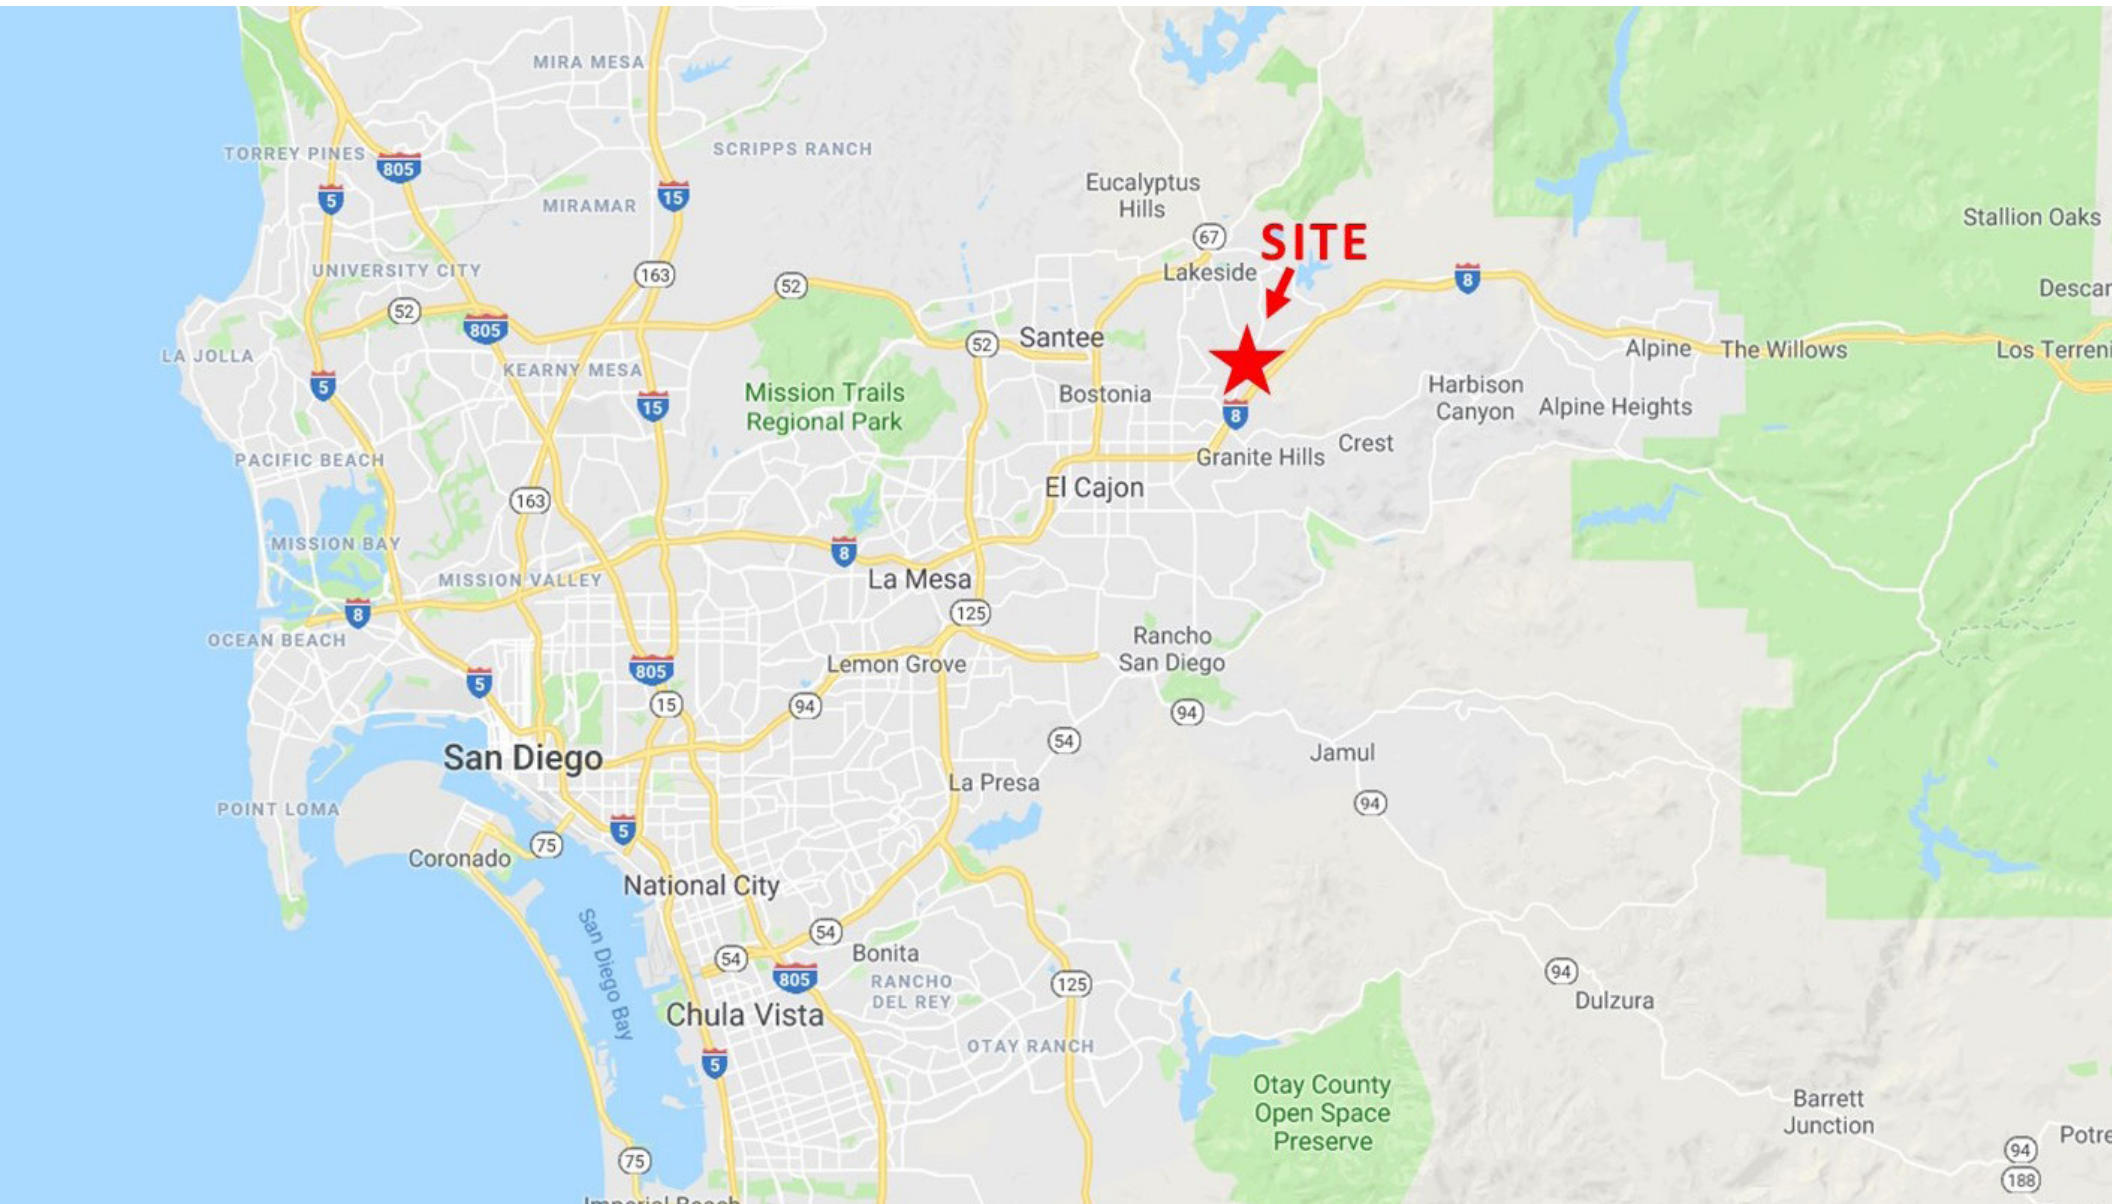 MIRA MESA
SCRIPPS RANCH
TORREY PINES
805
5
15
MIRAMAR
Eucalyptus
Hills
67
SITE
Stallion Oaks
UNIVERSITY CITY
163
52
52
Lakeside
8
Descar
805
52
Santee
LA JOLLA
KEARNY MESA
5
15
Mission Trails
Regional Park
Bostonia
8
Harbison
Canyon
Alpine Heights
Alpine
The Willows
Los Terreni
PACIFIC BEACH
Granite Hills
Crest
163
El Cajon
MISSION BAY
8
MISSION VALLEY
La Mesa
8
125
OCEAN BEACH
Rancho
San Diego
805
Lemon Grove
5
15
94
94
54
San Diego
Jamul
La Presa
94
POINT LOMA
5
75
Coronado
National City
San Diego Bay
54
54
Bonita
805
RANCHO
DEL REY
125
94
Dulzura
Chula Vista
OTAY RANCH
5
Otay County
Open Space
Preserve
Barrett
Junction
Potre
94
188
75
Imperial Beach